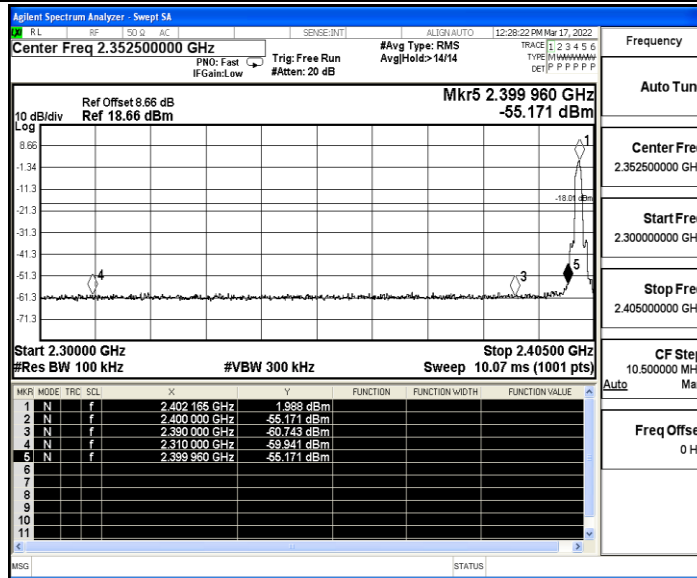 Agilent Spectrum Analyzer - Swept SA
RL RF 50 Ω AC SENSE:INT ALIGNAUTO 12:28:22 PM Mar 17, 2022
Center Freq 2.352500000 GHz
PNO: Fast
IFGain:Low
Trig: Free Run
#Atten: 20 dB
#Avg Type: RMS
Avg|Hold:> 14/14
TRACE 1 2 3 4 5 6
TYPE M WWWWW
DET P P P P P P
Ref Offset 8.66 dB
10 dB/div Ref 18.66 dBm
Log
Mkr5 2.399 960 GHz
-55.171 dBm
8.66
-1.34
-11.3
-21.3
-31.3
-41.3
-51.3
-61.3
-71.3
1
-18.01 dBm
5
4
3
Start 2.30000 GHz Stop 2.40500 GHz
#Res BW 100 kHz #VBW 300 kHz Sweep 10.07 ms (1001 pts)
MKR MODE TRC SCL X Y FUNCTION FUNCTION WIDTH FUNCTION VALUE
1 N f 2.402 165 GHz 1.988 dBm
2 N f 2.400 000 GHz -55.171 dBm
3 N f 2.390 000 GHz -60.743 dBm
4 N f 2.310 000 GHz -59.941 dBm
5 N f 2.399 960 GHz -55.171 dBm
6
7
8
9
10
11
MSG STATUS
Frequency
Auto Tun
Center Fre
2.352500000 GH
Start Fre
2.300000000 GH
Stop Fre
2.405000000 GH
CF Step
10.500000 MH
Auto Ma
Freq Offse
0 H